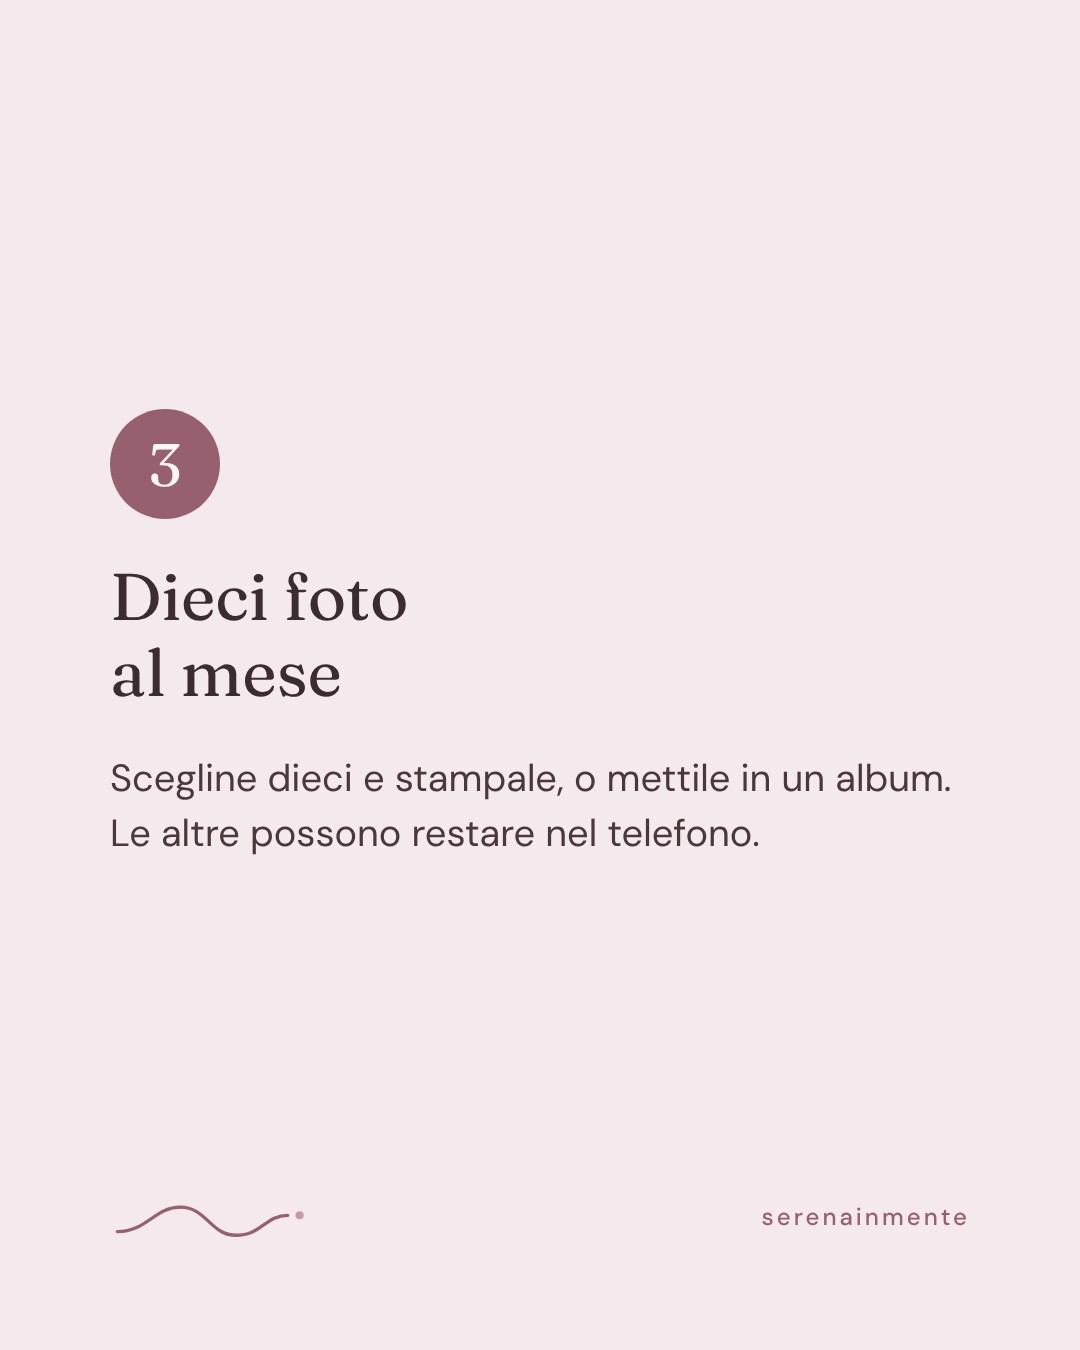 3
Dieci foto
al mese
Scegline dieci e stampale, o mettile in un album.
Le altre possono restare nel telefono.
serenainmente